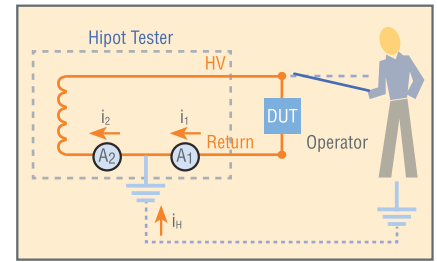 Hipot Tester
HV
i2
i1
DUT
A2
A1
Return
Operator
iH